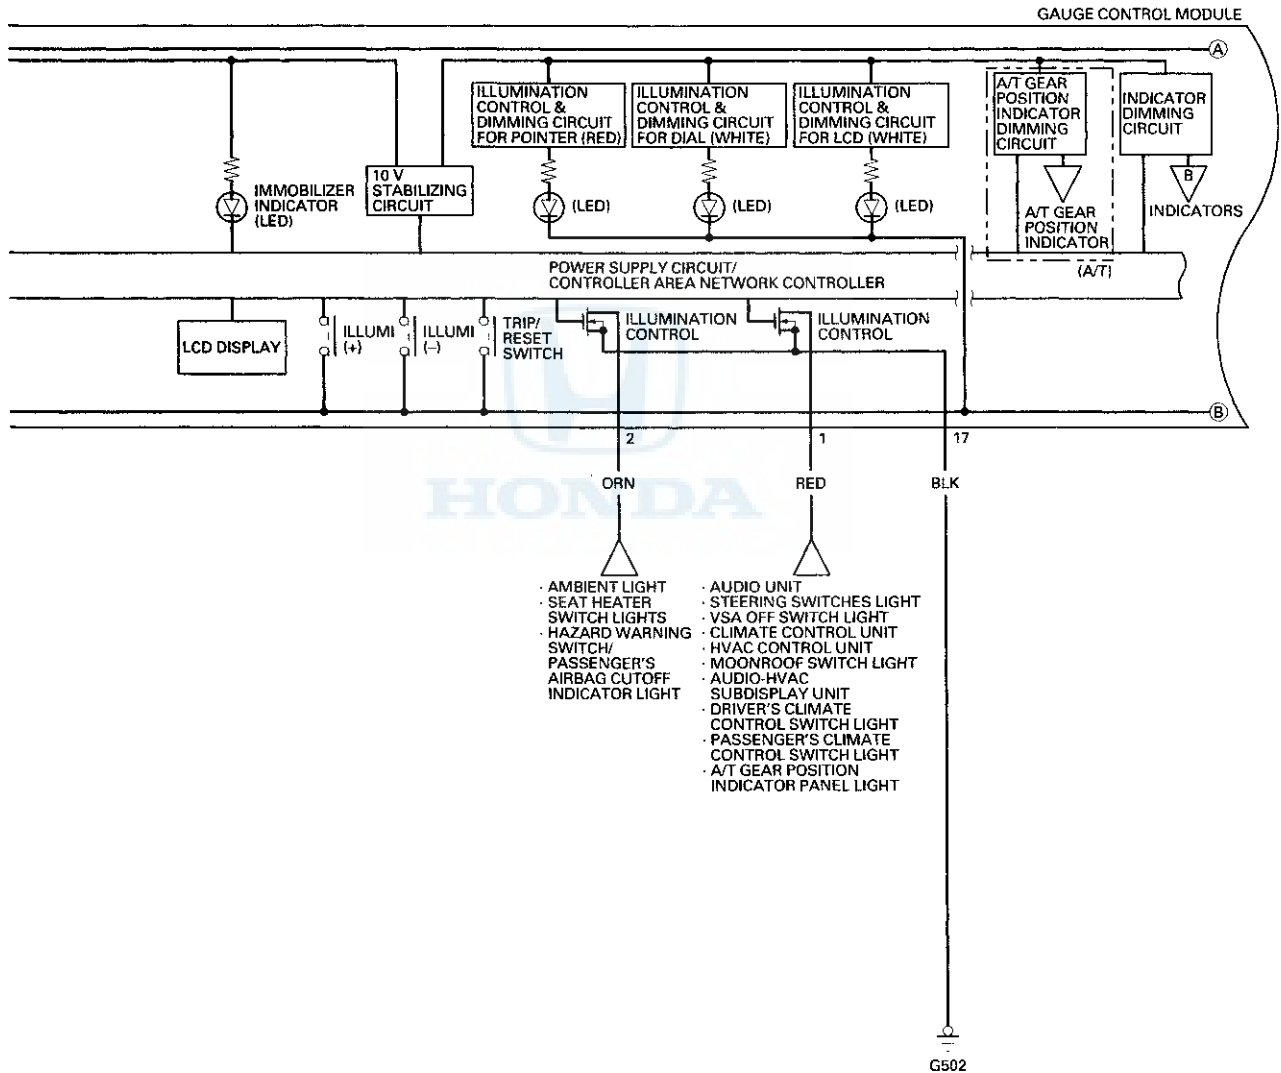 GAUGE CONTROL MODULE
A
ILLUMINATION
CONTROL &
DIMMING CIRCUIT
FOR POINTER (RED)
ILLUMINATION
CONTROL &
DIMMING CIRCUIT
FOR DIAL (WHITE)
ILLUMINATION
CONTROL &
DIMMING CIRCUIT
FOR LCD (WHITE)
A/T GEAR
POSITION
INDICATOR
DIMMING
CIRCUIT
INDICATOR
DIMMING
CIRCUIT
IMMOBILIZER
INDICATOR
(LED)
10 V
STABILIZING
CIRCUIT
(LED)
(LED)
(LED)
A/T GEAR
POSITION
INDICATOR
B
INDICATORS
(A/T)
POWER SUPPLY CIRCUIT/
CONTROLLER AREA NETWORK CONTROLLER
LCD DISPLAY
ILLUMI
(+)
ILLUMI
(–)
TRIP/
RESET
SWITCH
ILLUMINATION
CONTROL
ILLUMINATION
CONTROL
B
2
1
17
ORN
RED
BLK
HONDA
· AMBIENT LIGHT
· SEAT HEATER
SWITCH LIGHTS
· HAZARD WARNING
SWITCH/
PASSENGER'S
AIRBAG CUTOFF
INDICATOR LIGHT
· AUDIO UNIT
· STEERING SWITCHES LIGHT
· VSA OFF SWITCH LIGHT
· CLIMATE CONTROL UNIT
· HVAC CONTROL UNIT
· MOONROOF SWITCH LIGHT
· AUDIO-HVAC
SUBDISPLAY UNIT
· DRIVER'S CLIMATE
CONTROL SWITCH LIGHT
· PASSENGER'S CLIMATE
CONTROL SWITCH LIGHT
· A/T GEAR POSITION
INDICATOR PANEL LIGHT
G502